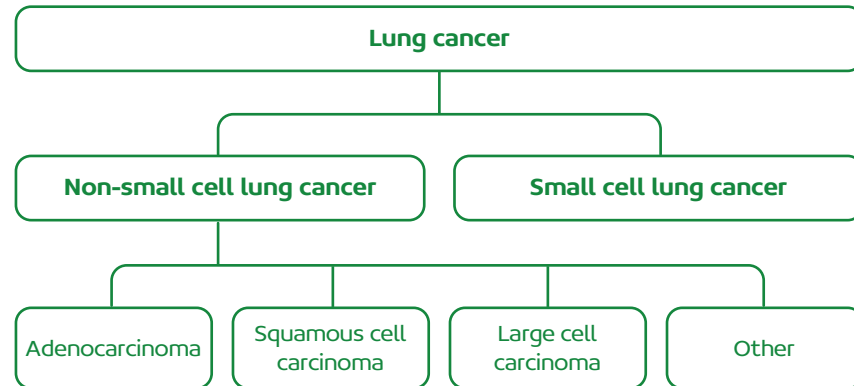 Lung cancer
Non-small cell lung cancer
Small cell lung cancer
Adenocarcinoma
Squamous cell
carcinoma
Large cell
carcinoma
Other